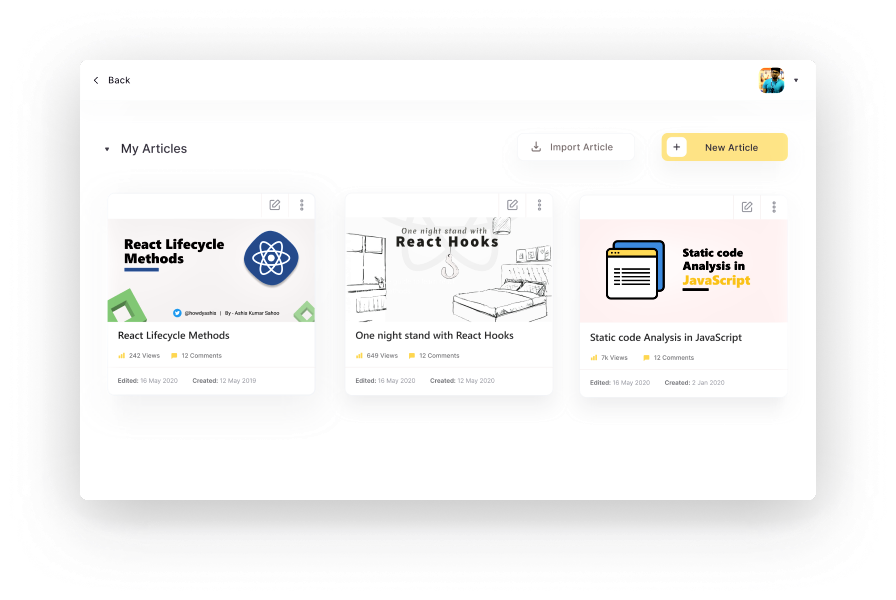 Back
My Articles
Import Article
New Article
React Lifecycle
Methods
@howdyashis | By - Ashis Kumar Sahoo
React Lifecycle Methods
242 Views 12 Comments
Edited: 16 May 2020 Created: 12 May 2019
One night stand with
React Hooks
One night stand with React Hooks
649 Views 12 Comments
Edited: 16 May 2020 Created: 12 May 2020
Static code
Analysis in
JavaScript
Static code Analysis in JavaScript
7k Views 12 Comments
Edited: 16 May 2020 Created: 2 Jan 2020